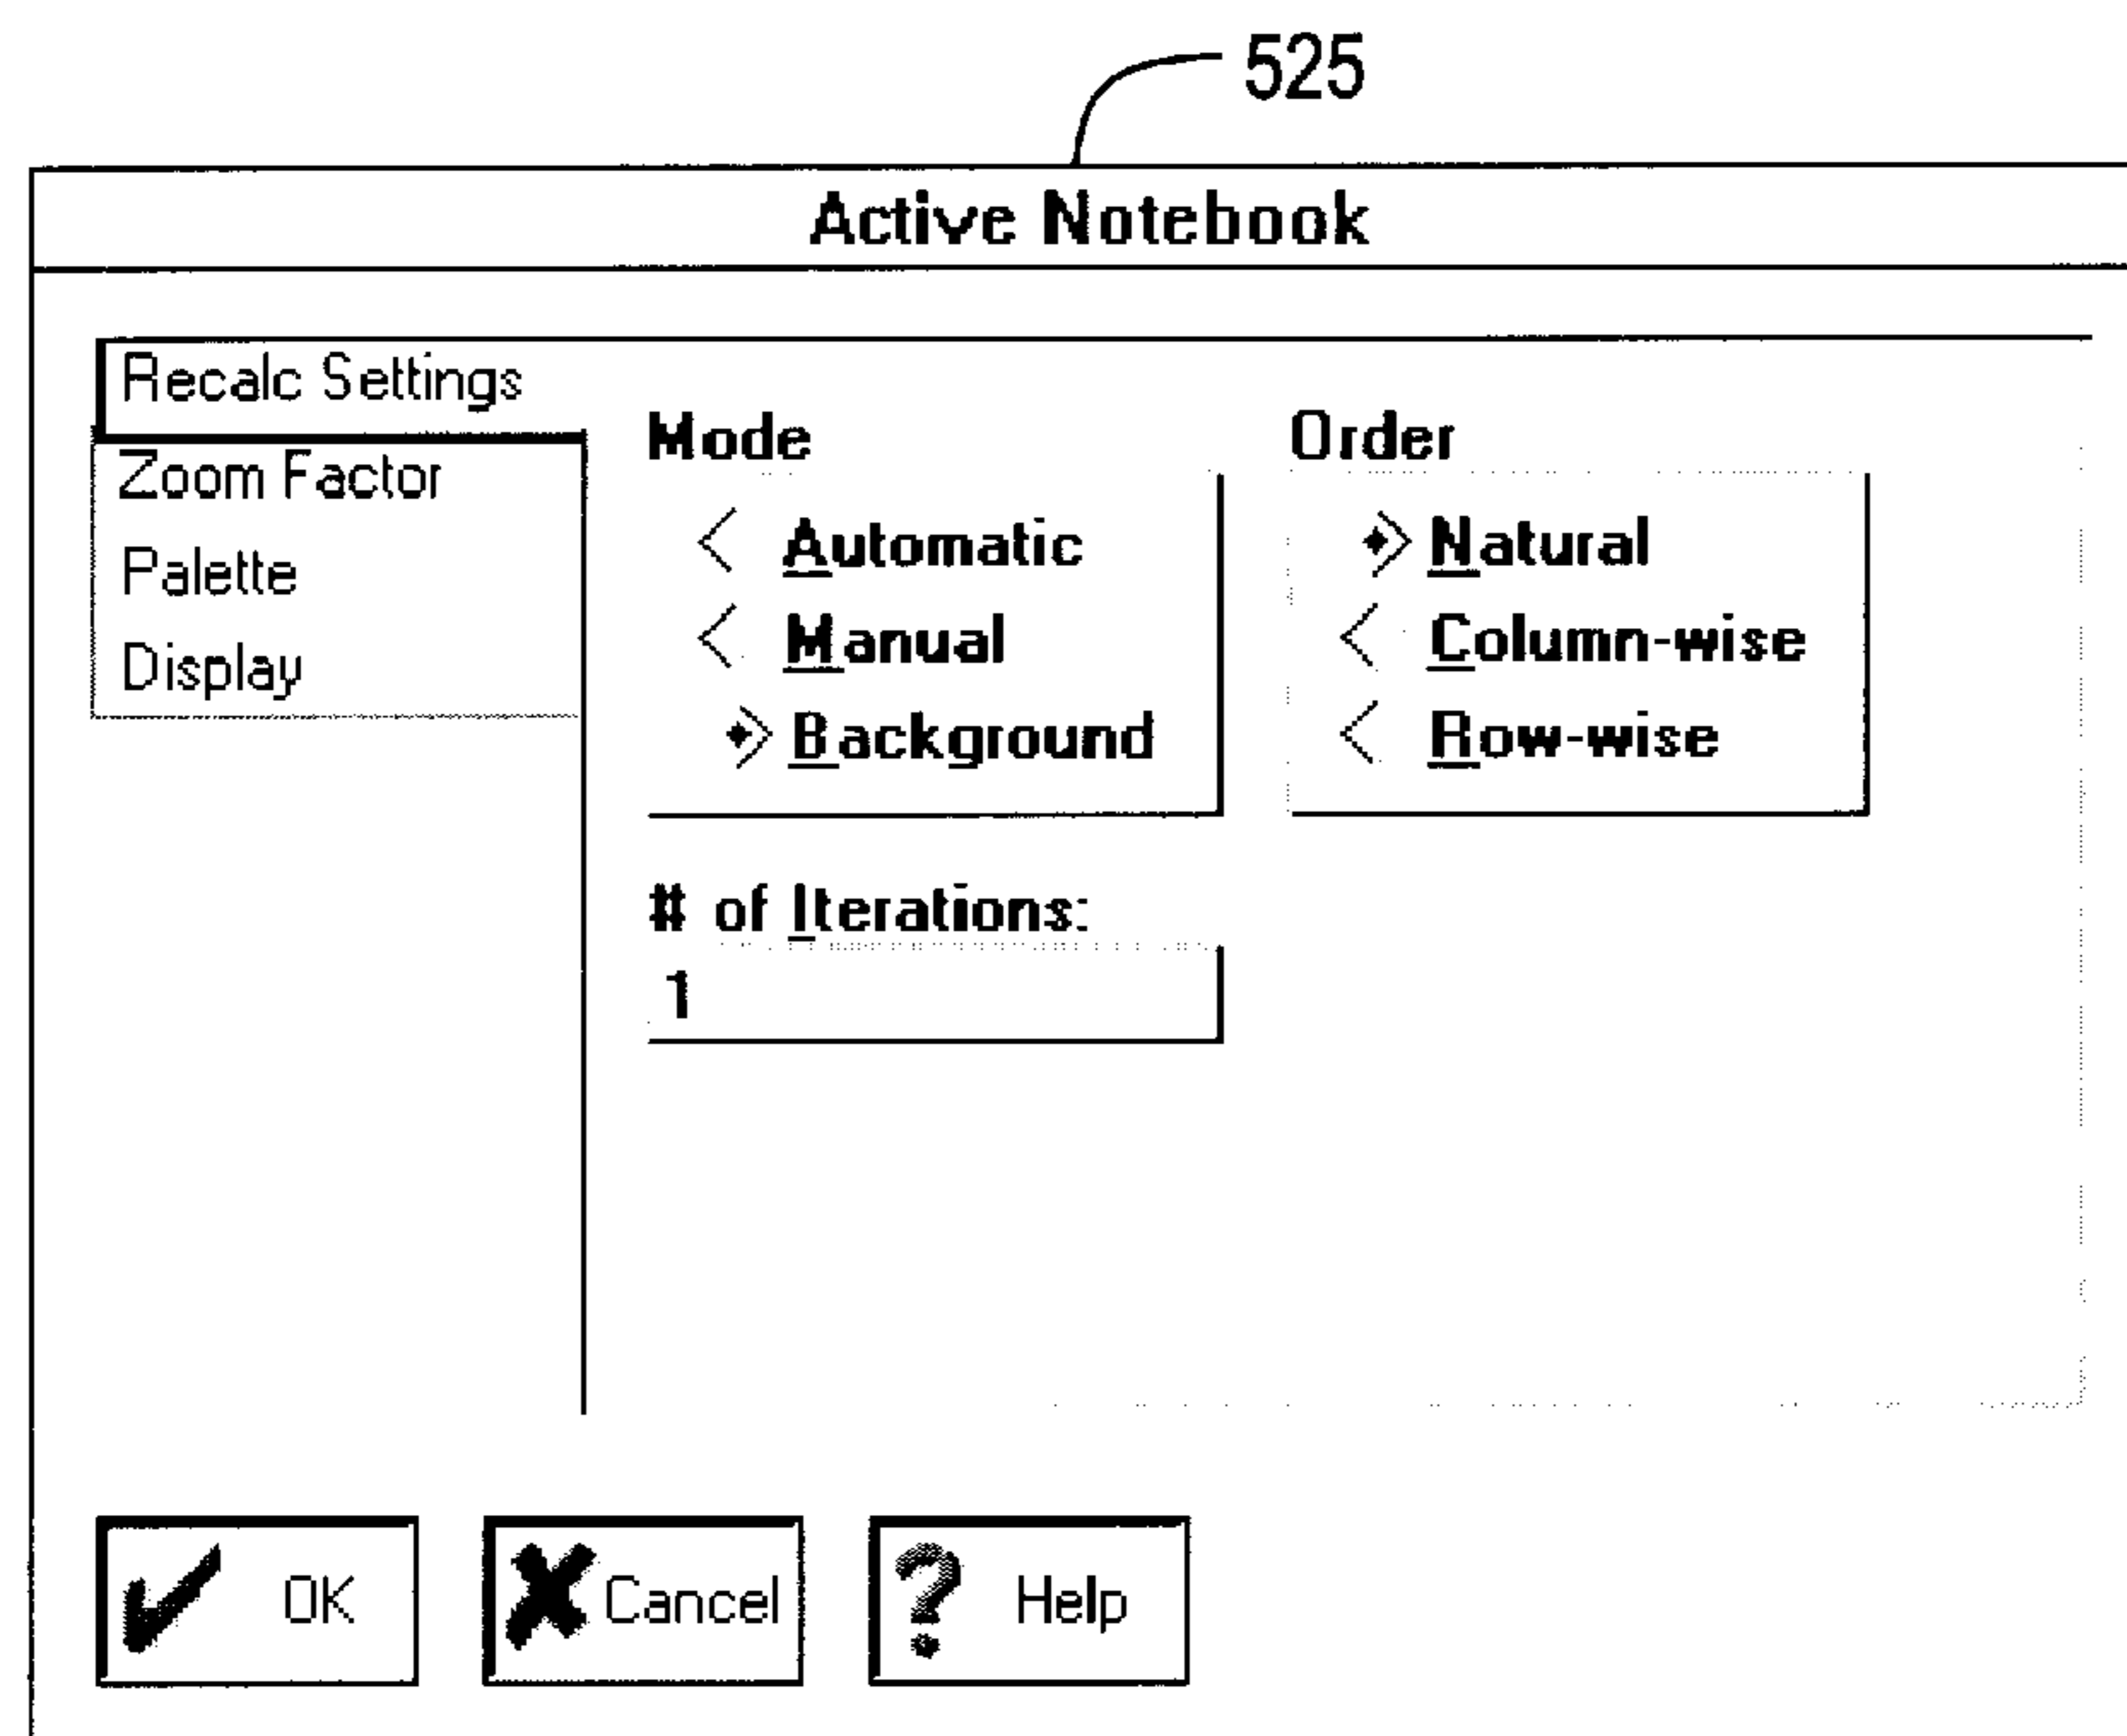 525
Active Notebook
Recalc Settings
Zoom Factor
Palette
Display
Mode
Automatic
Manual
Background
Order
Natural
Column-wise
Row-wise
# of Iterations:
1
OK
Cancel
Help